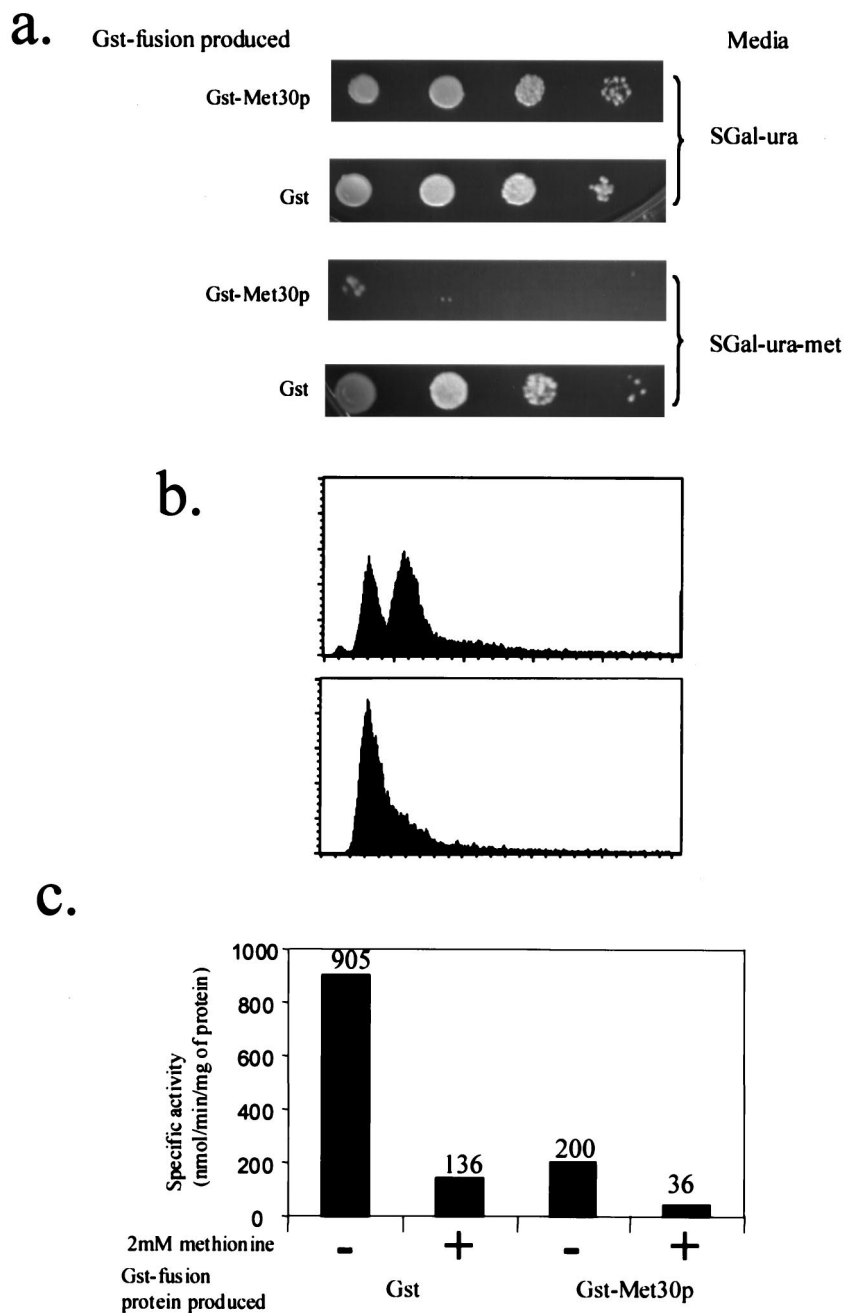 a.
Gst-fusion produced
Media
Gst-Met30p
SGal-ura
Gst
Gst-Met30p
SGal-ura-met
Gst
b.
c.
Specific activity
(nmol/min/mg of protein)
1000
800
600
400
200
0
905
136
200
36
2mM methionine
- + - +
Gst-fusion
protein produced
Gst
Gst-Met30p